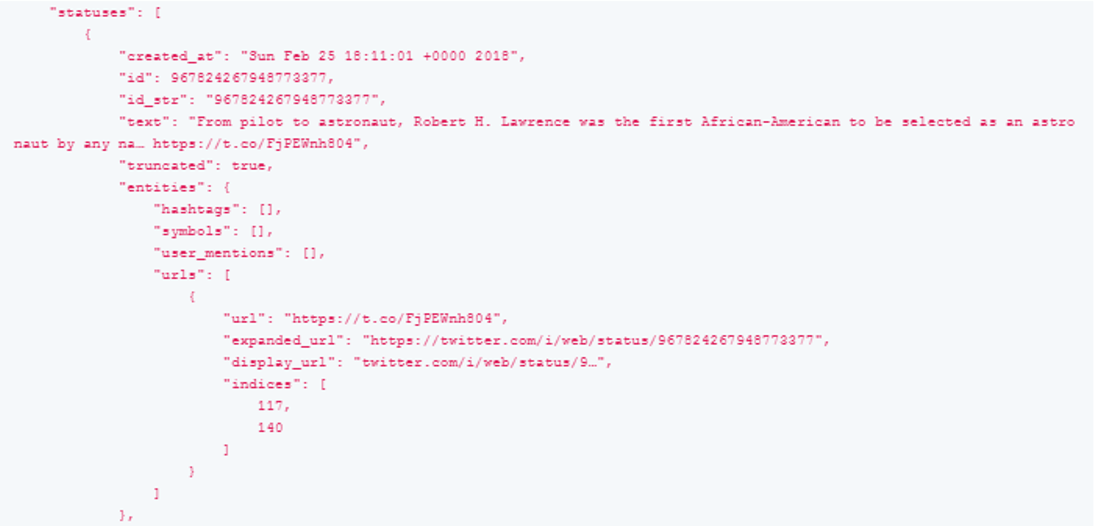 "statuses": [
{
"created_at": "Sun Feb 25 18:11:01 +0000 2018",
"id": 967824267948773377,
"id_str": "967824267948773377",
"text": "From pilot to astronaut, Robert H. Lawrence was the first African-American to be selected as an astro
naut by any na… https://t.co/FjPEWnh804",
"truncated": true,
"entities": {
"hashtags": [],
"symbols": [],
"user_mentions": [],
"urls": [
{
"url": "https://t.co/FjPEWnh804",
"expanded_url": "https://twitter.com/i/web/status/967824267948773377",
"display_url": "twitter.com/i/web/status/9…",
"indices": [
117,
140
]
}
]
},